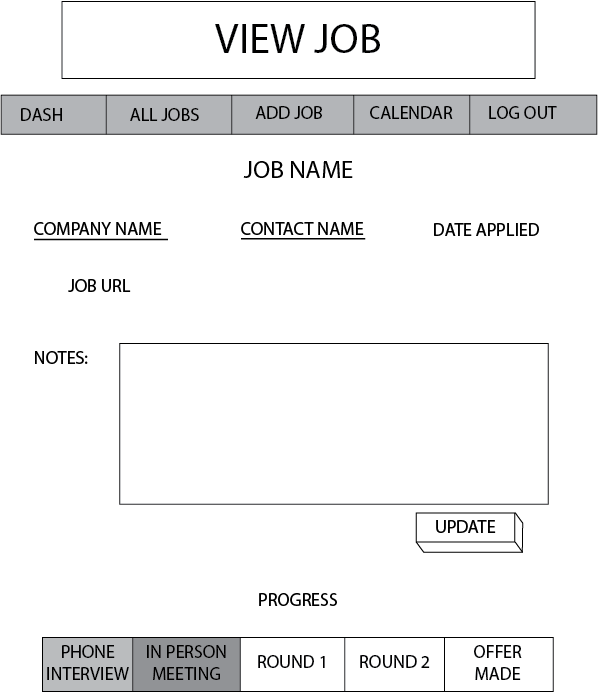 VIEW JOB
DASH ALL JOBS ADD JOB CALENDAR LOG OUT
JOB NAME
COMPANY NAME CONTACT NAME DATE APPLIED
JOB URL
NOTES:
UPDATE
PROGRESS
PHONE INTERVIEW
IN PERSON MEETING
ROUND 1
ROUND 2
OFFER MADE